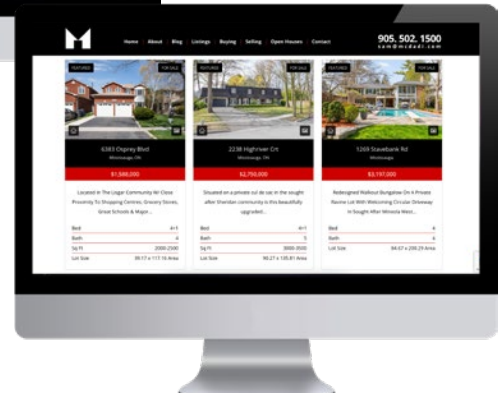 M
Home About Blog Listings Buying Selling Open Houses Contact
905. 502. 1500
sam@mcdadi.com
FEATURED FOR SALE
FEATURED FOR SALE
FEATURED FOR SALE
6383 Osprey Blvd
Mississauga, ON
$1,588,000
Located In The Lisgar Community W/ Close
Proximity To Shopping Centres, Grocery Stores,
Great Schools & Major...
Bed 4+1
Bath 4
Sq Ft 2000-2500
Lot Size
2238 Highriver Crt
Mississauga, ON
$2,750,000
Situated on a private cul de sac in the sought
after Sheridan community is this beautifully
upgraded...
Bed 4+1
Bath 5
Sq Ft 3000-3500
Lot Size
1269 Stavebank Rd
Mississauga
$3,197,000
Redesigned Walkout Bungalow On A Private
Ravine Lot With Welcoming Circular Driveway
In Sought After Mineola West...
Bed 4
Bath 4
Lot Size